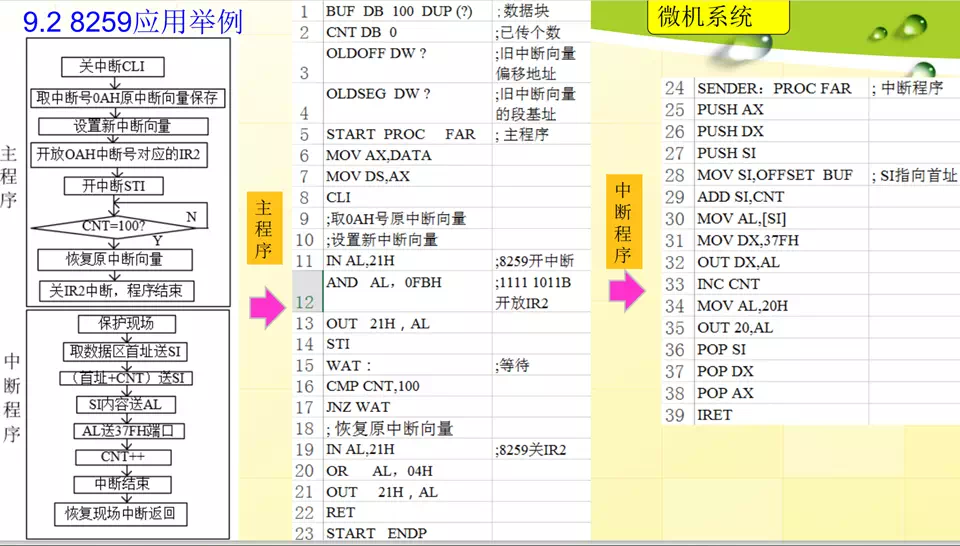 9.2 8259应用举例
主程序
关中断CLI
取中断号0AH原中断向量保存
设置新中断向量
开放OAH中断号对应的IR2
开中断STI
CNT=100?
N
Y
恢复原中断向量
关IR2中断，程序结束
中断程序
保护现场
取数据区首址送SI
（首址+CNT）送SI
SI内容送AL
AL送37FH端口
CNT++
中断结束
恢复现场中断返回
主程序
1 BUF DB 100 DUP (?) ; 数据块
2 CNT DB 0 ;已传个数
3 OLDOFF DW ? ;旧中断向量
偏移地址
4 OLDSEG DW ? ;旧中断向量
的段基址
5 START PROC FAR ; 主程序
6 MOV AX,DATA
7 MOV DS,AX
8 CLI
9 ;取0AH号原中断向量
10 ;设置新中断向量
11 IN AL,21H ;8259开中断
12 AND AL，0FBH ;1111 1011B
开放IR2
13 OUT 21H，AL
14 STI
15 WAT： ;等待
16 CMP CNT,100
17 JNZ WAT
18 ; 恢复原中断向量
19 IN AL,21H ;8259关IR2
20 OR AL，04H
21 OUT 21H，AL
22 RET
23 START ENDP
微机系统
中断程序
24 SENDER：PROC FAR ; 中断程序
25 PUSH AX
26 PUSH DX
27 PUSH SI
28 MOV SI,OFFSET BUF ; SI指向首址
29 ADD SI,CNT
30 MOV AL,[SI]
31 MOV DX,37FH
32 OUT DX,AL
33 INC CNT
34 MOV AL,20H
35 OUT 20,AL
36 POP SI
37 POP DX
38 POP AX
39 IRET